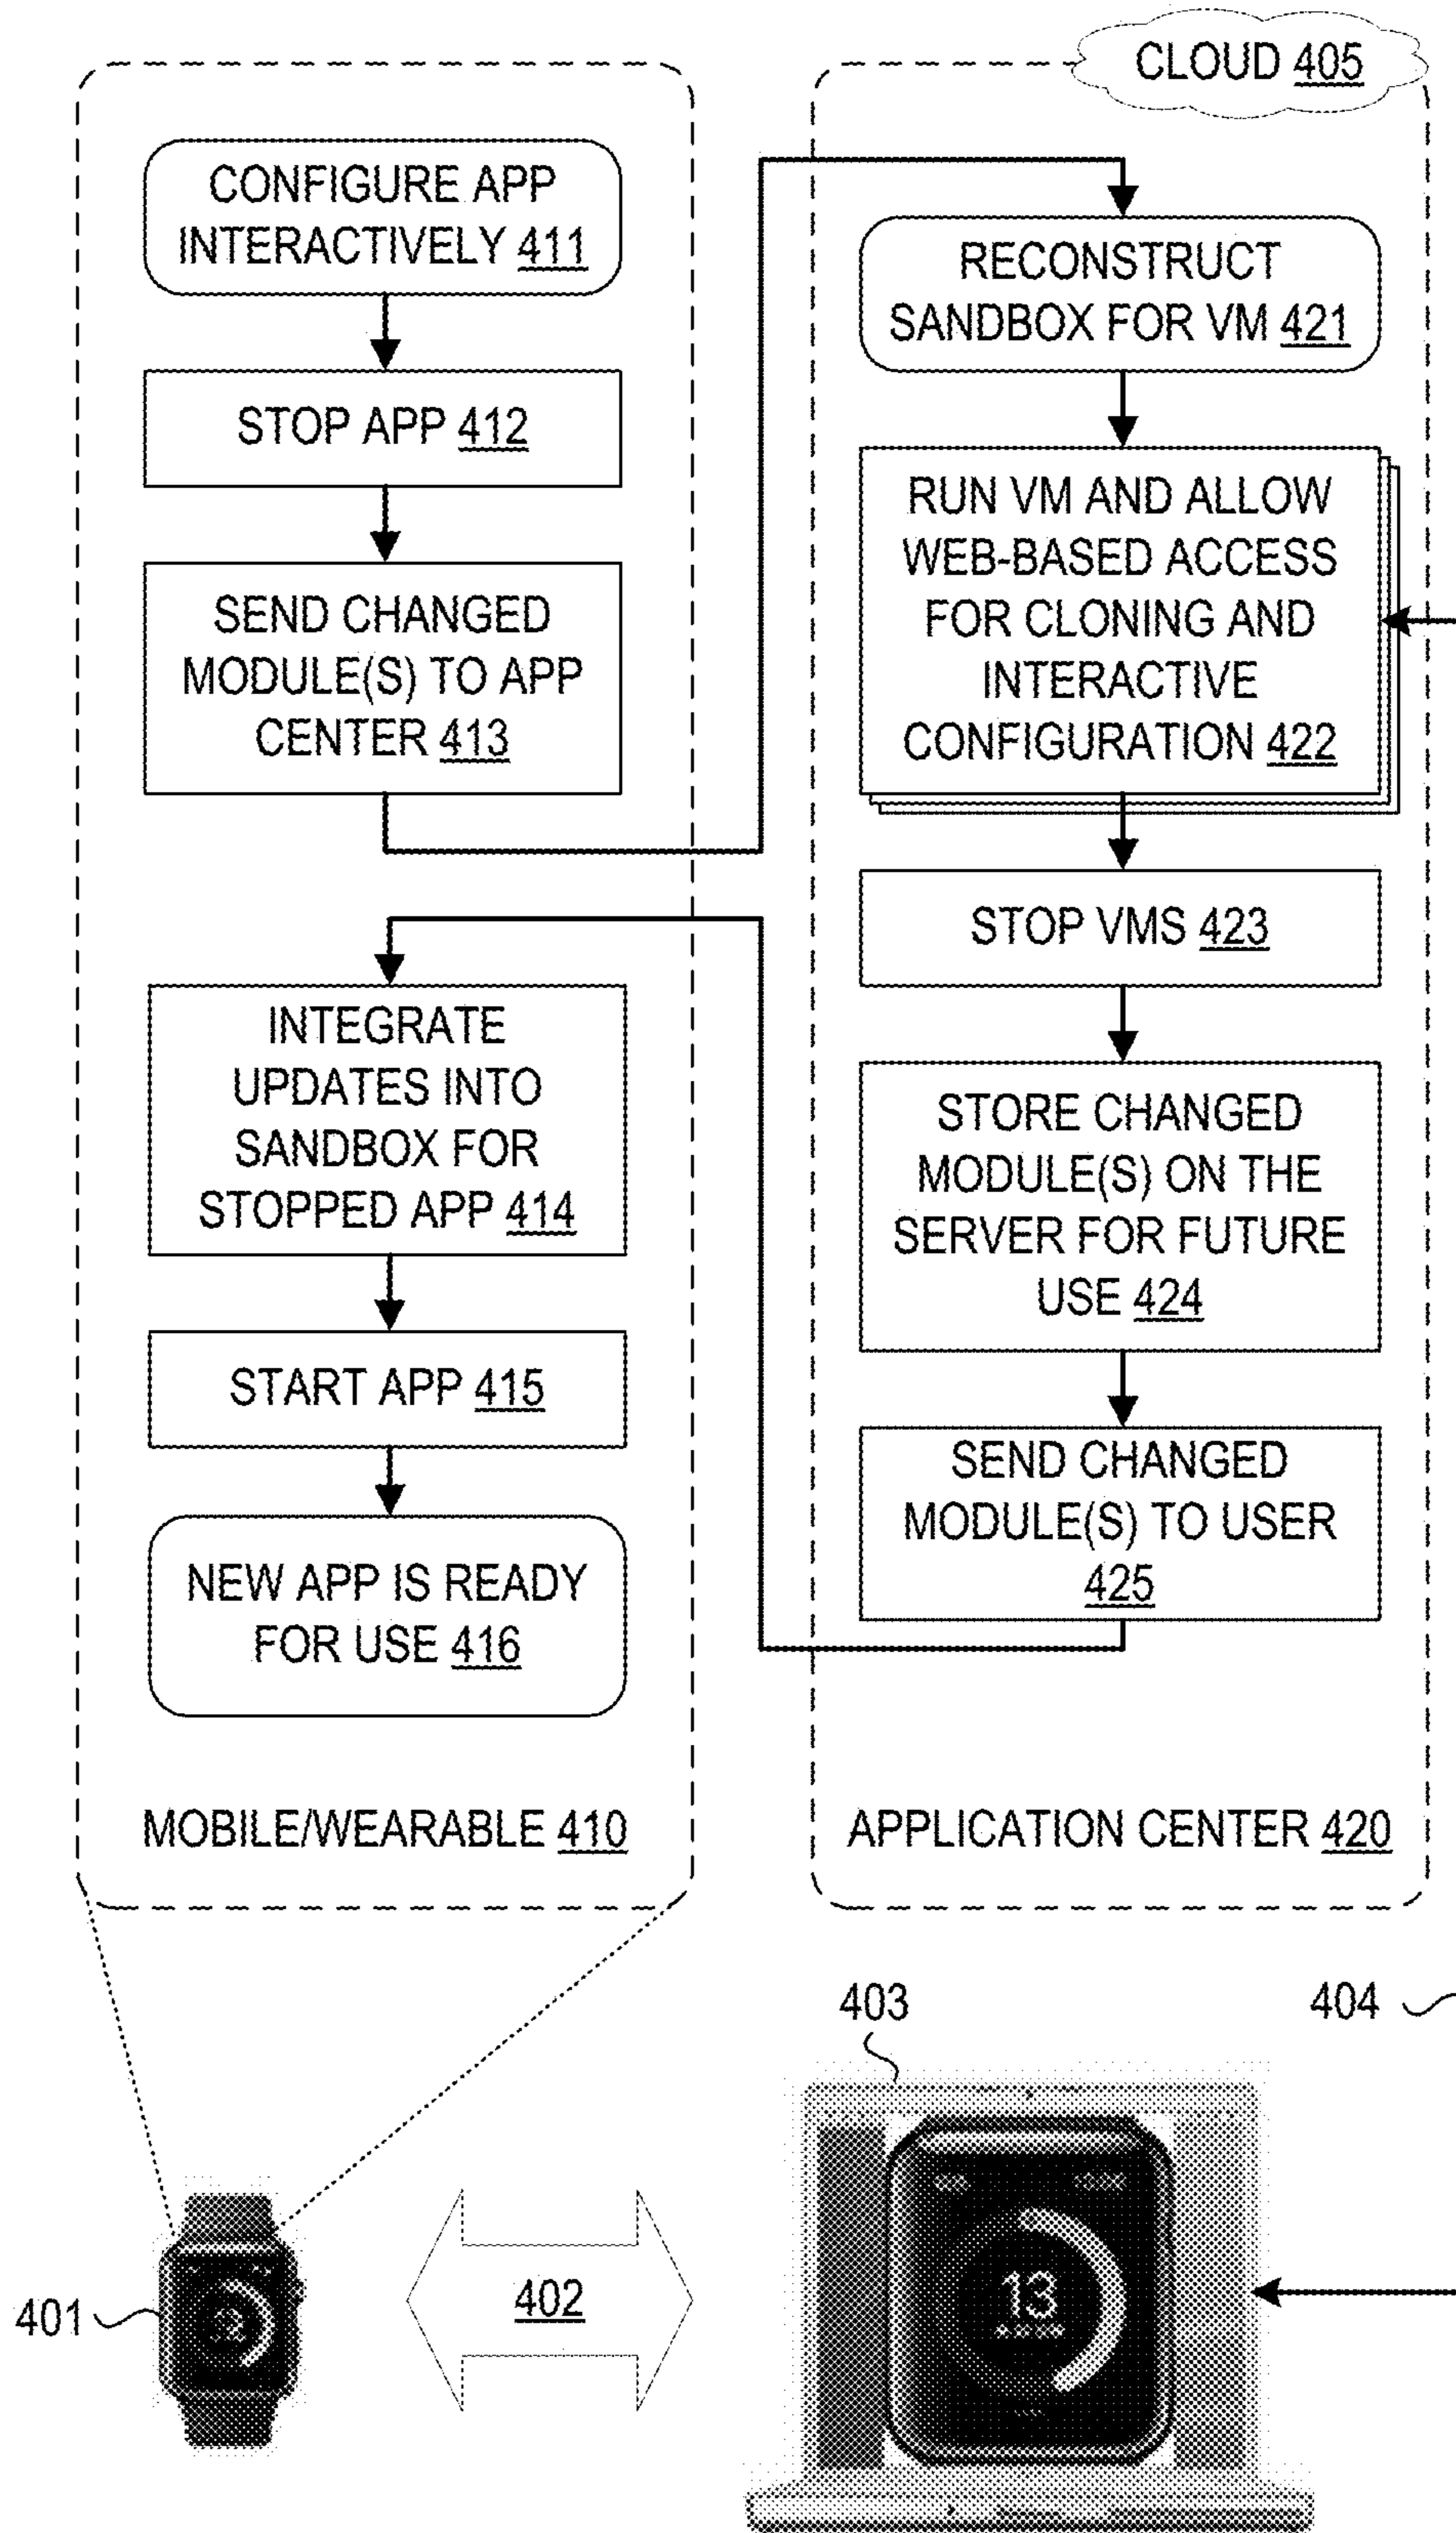 CLOUD 405
CONFIGURE APP
INTERACTIVELY 411
STOP APP 412
SEND CHANGED
MODULE(S) TO APP
CENTER 413
INTEGRATE
UPDATES INTO
SANDBOX FOR
STOPPED APP 414
START APP 415
NEW APP IS READY
FOR USE 416
MOBILE/WEARABLE 410
RECONSTRUCT
SANDBOX FOR VM 421
RUN VM AND ALLOW
WEB-BASED ACCESS
FOR CLONING AND
INTERACTIVE
CONFIGURATION 422
STOP VMS 423
STORE CHANGED
MODULE(S) ON THE
SERVER FOR FUTURE
USE 424
SEND CHANGED
MODULE(S) TO USER
425
APPLICATION CENTER 420
403
404
401
402
13